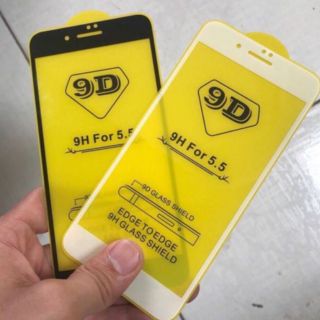 9D
9H For 5.5
9D
9H For 5.5
9D GLASS SHIELD
EDGE TO EDGE
9H GLASS SHIELD